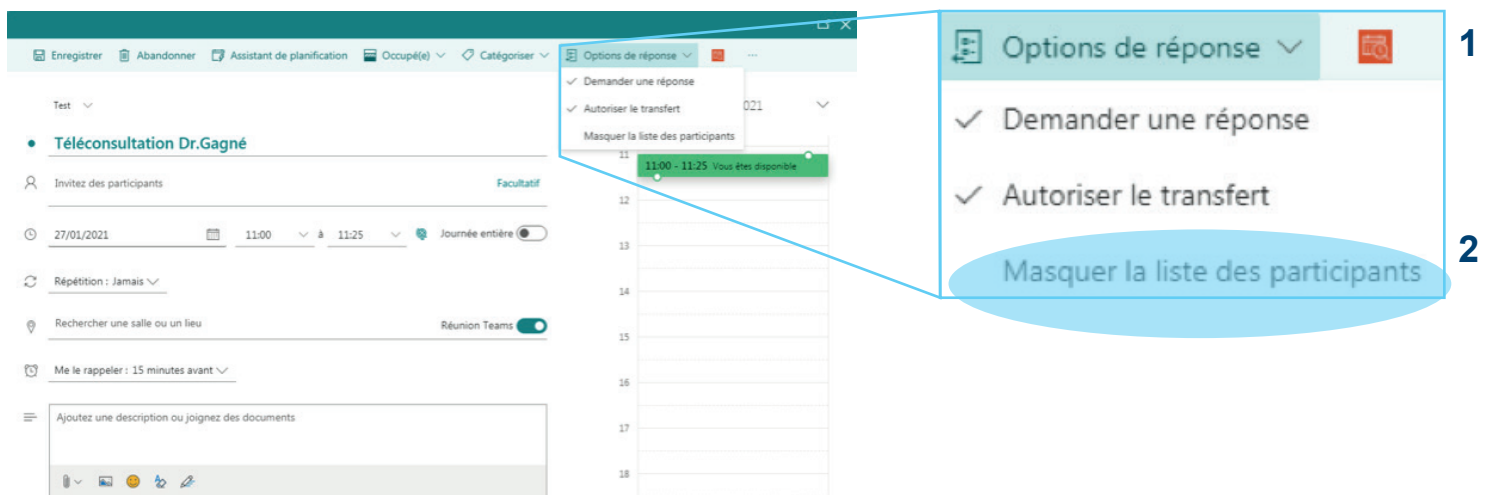 Enregistrer Abandonner Assistant de planification Occupé(e) Catégoriser Options de réponse ...
Demander une réponse
Autoriser le transfert
Masquer la liste des participants
Test
2021
Téléconsultation Dr.Gagné
Invitez des participants Facultatif
27/01/2021 11:00 à 11:25 Journée entière
Répétition : Jamais
Rechercher une salle ou un lieu Réunion Teams
Me le rappeler : 15 minutes avant
Ajoutez une description ou joignez des documents
11
11:00 - 11:25 Vous êtes disponible
12
13
14
15
16
17
18
Options de réponse 1
Demander une réponse
Autoriser le transfert
Masquer la liste des participants 2